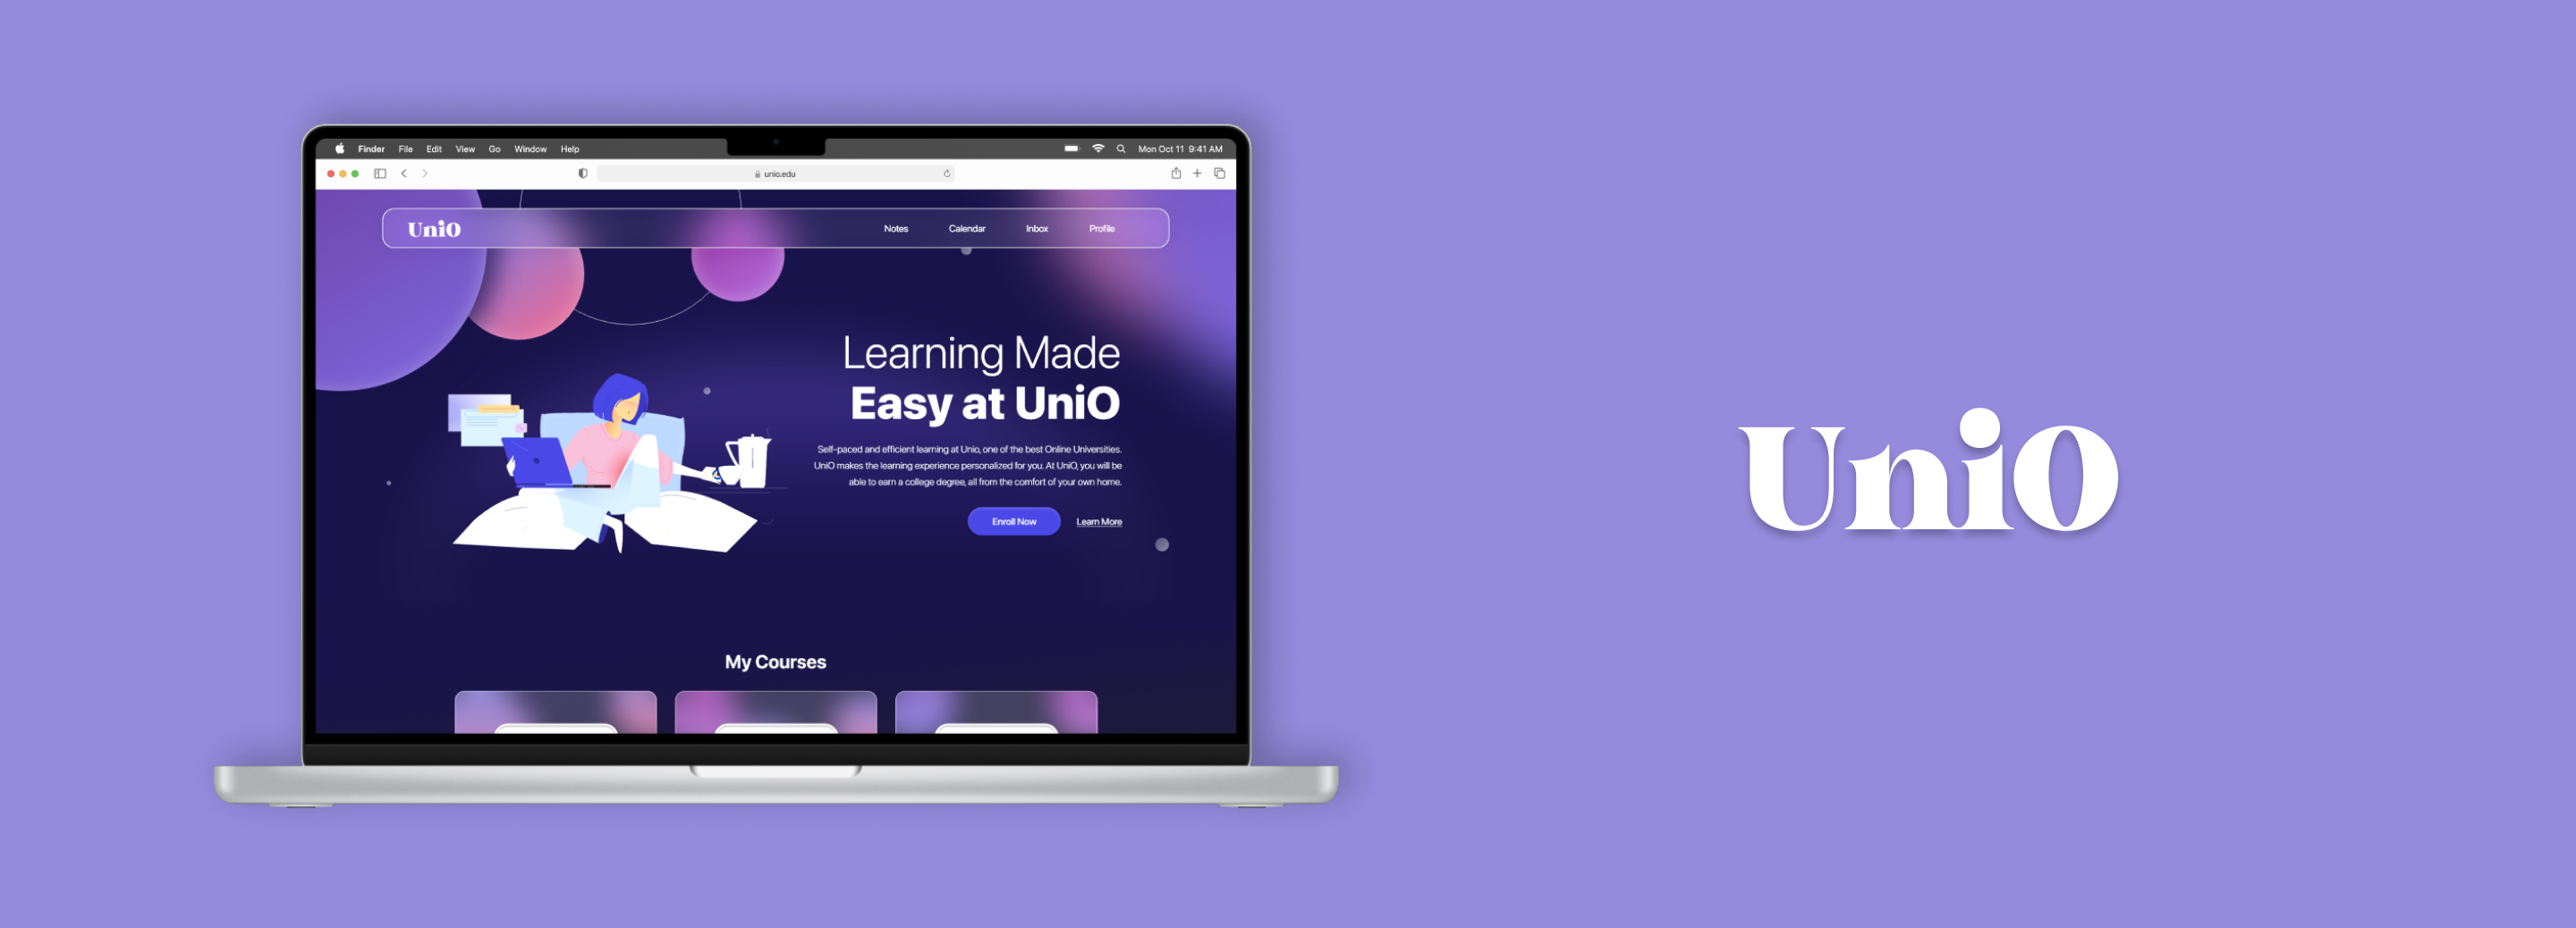 Finder File Edit View Go Window Help
Mon Oct 11 9:41 AM
unio.edu
UniO
Notes Calendar Inbox Profile
Learning Made
Easy at UniO
Self-paced and efficient learning at Unio, one of the best Online Universities.
UniO makes the learning experience personalized for you. At UniO, you will be
able to earn a college degree, all from the comfort of your own home.
Enroll Now Learn More
My Courses
UniO